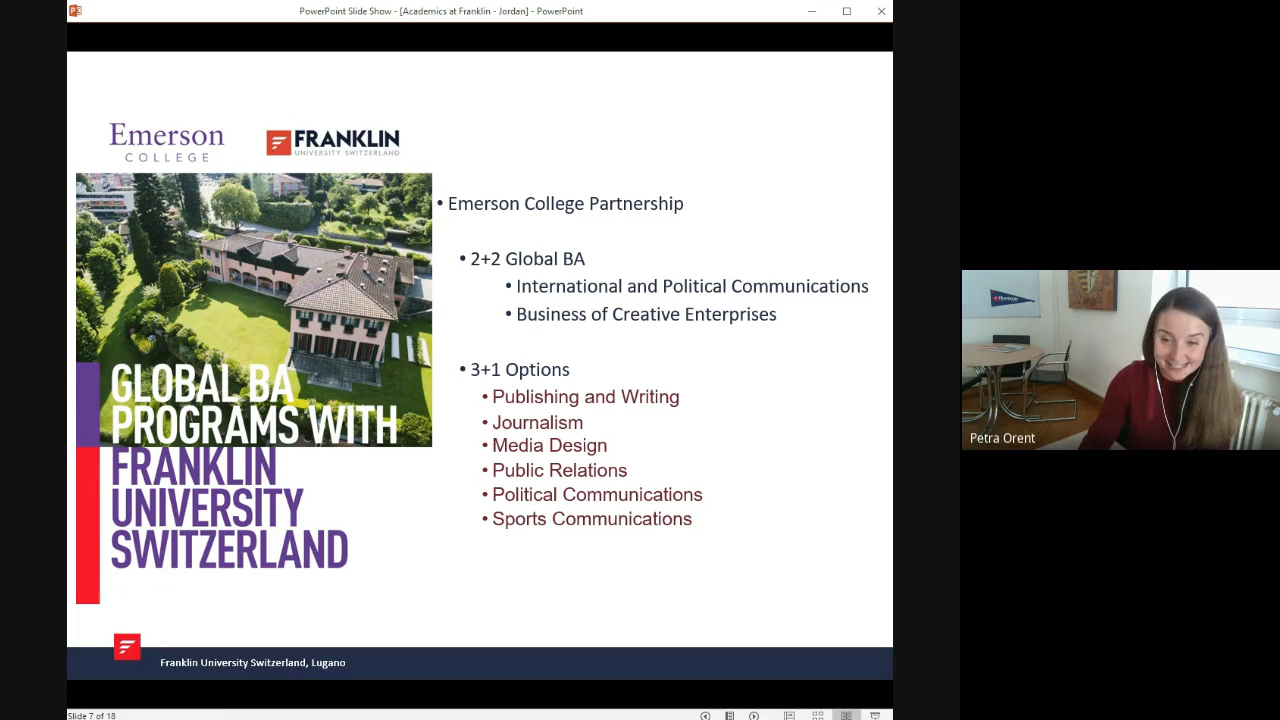 PowerPoint Slide Show - [Academics at Franklin - Jordan] - PowerPoint
Emerson
COLLEGE
FRANKLIN
UNIVERSITY SWITZERLAND
• Emerson College Partnership
• 2+2 Global BA
• International and Political Communications
• Business of Creative Enterprises
• 3+1 Options
• Publishing and Writing
• Journalism
• Media Design
• Public Relations
• Political Communications
• Sports Communications
GLOBAL BA
PROGRAMS WITH
FRANKLIN
UNIVERSITY
SWITZERLAND
Franklin University Switzerland, Lugano
Slide 7 of 18
FRANKLIN
Petra Orent